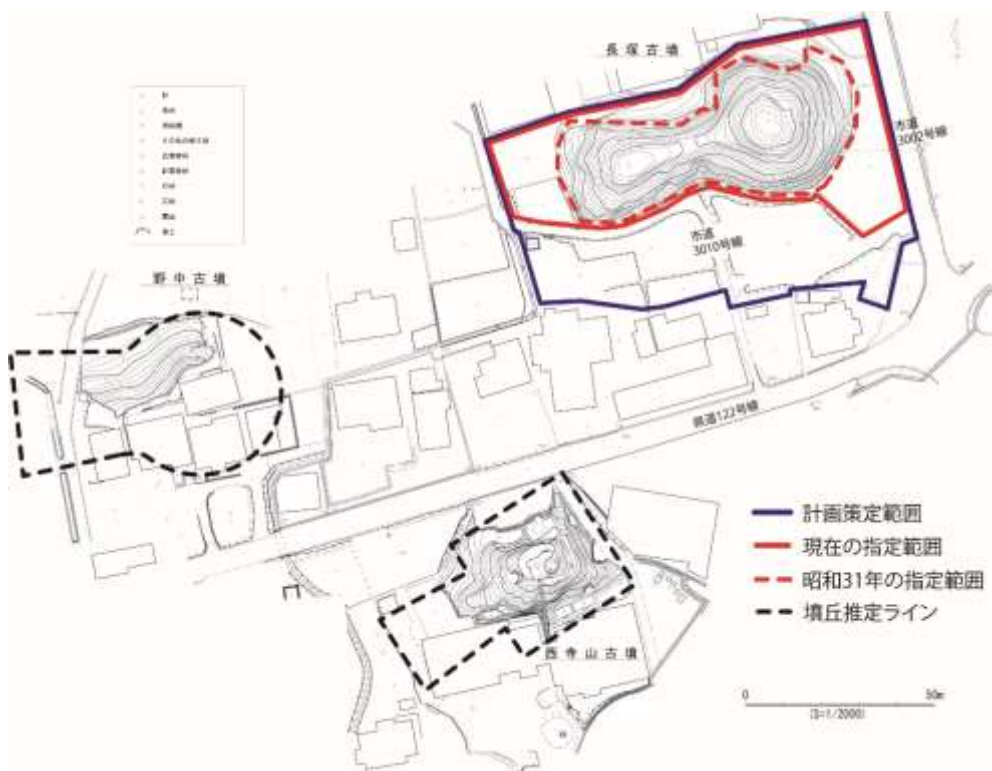 長塚古墳
市道
3002号線
市道
3010号線
野中古墳
県道122号線
西寺山古墳
計画策定範囲
現在の指定範囲
昭和31年の指定範囲
墳丘推定ライン
0
50m
(S=1/2000)